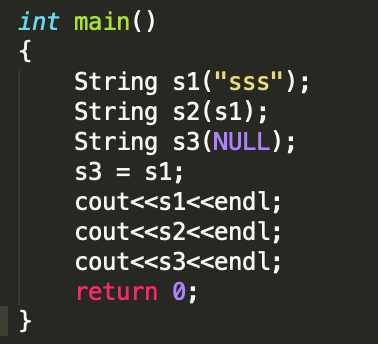 int main()
{
    String s1("sss");
    String s2(s1);
    String s3(NULL);
    s3 = s1;
    cout<<s1<<endl;
    cout<<s2<<endl;
    cout<<s3<<endl;
    return 0;
}